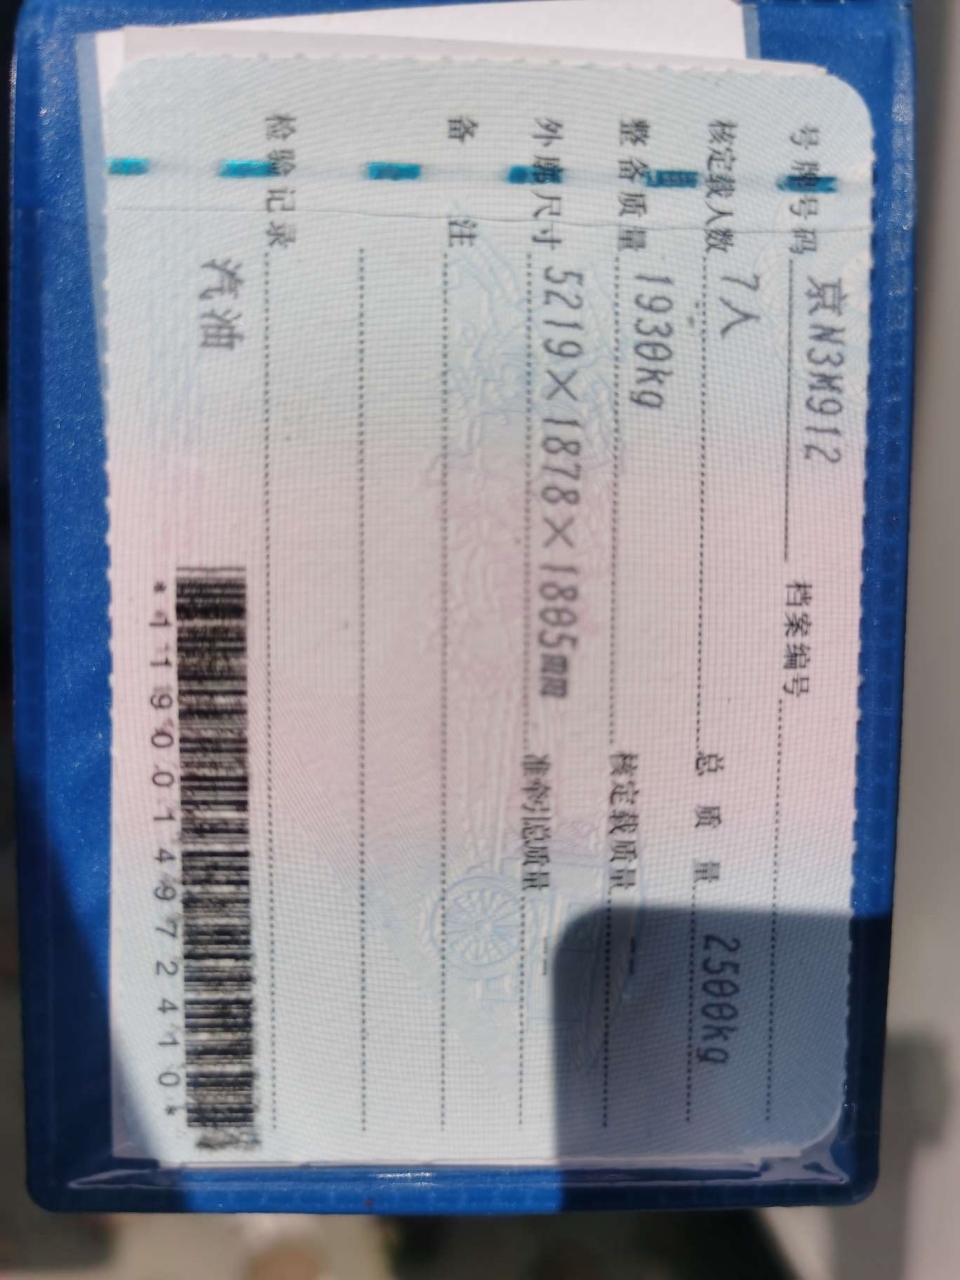 号牌号码 京N3M912 档案编号
核定载人数 7人 总质量 2500kg
整备质量 1930kg 核定载质量 --
外廓尺寸 5219×1878×1805mm 准牵引总质量 --
备注
检验记录
汽油
*1190014972410*